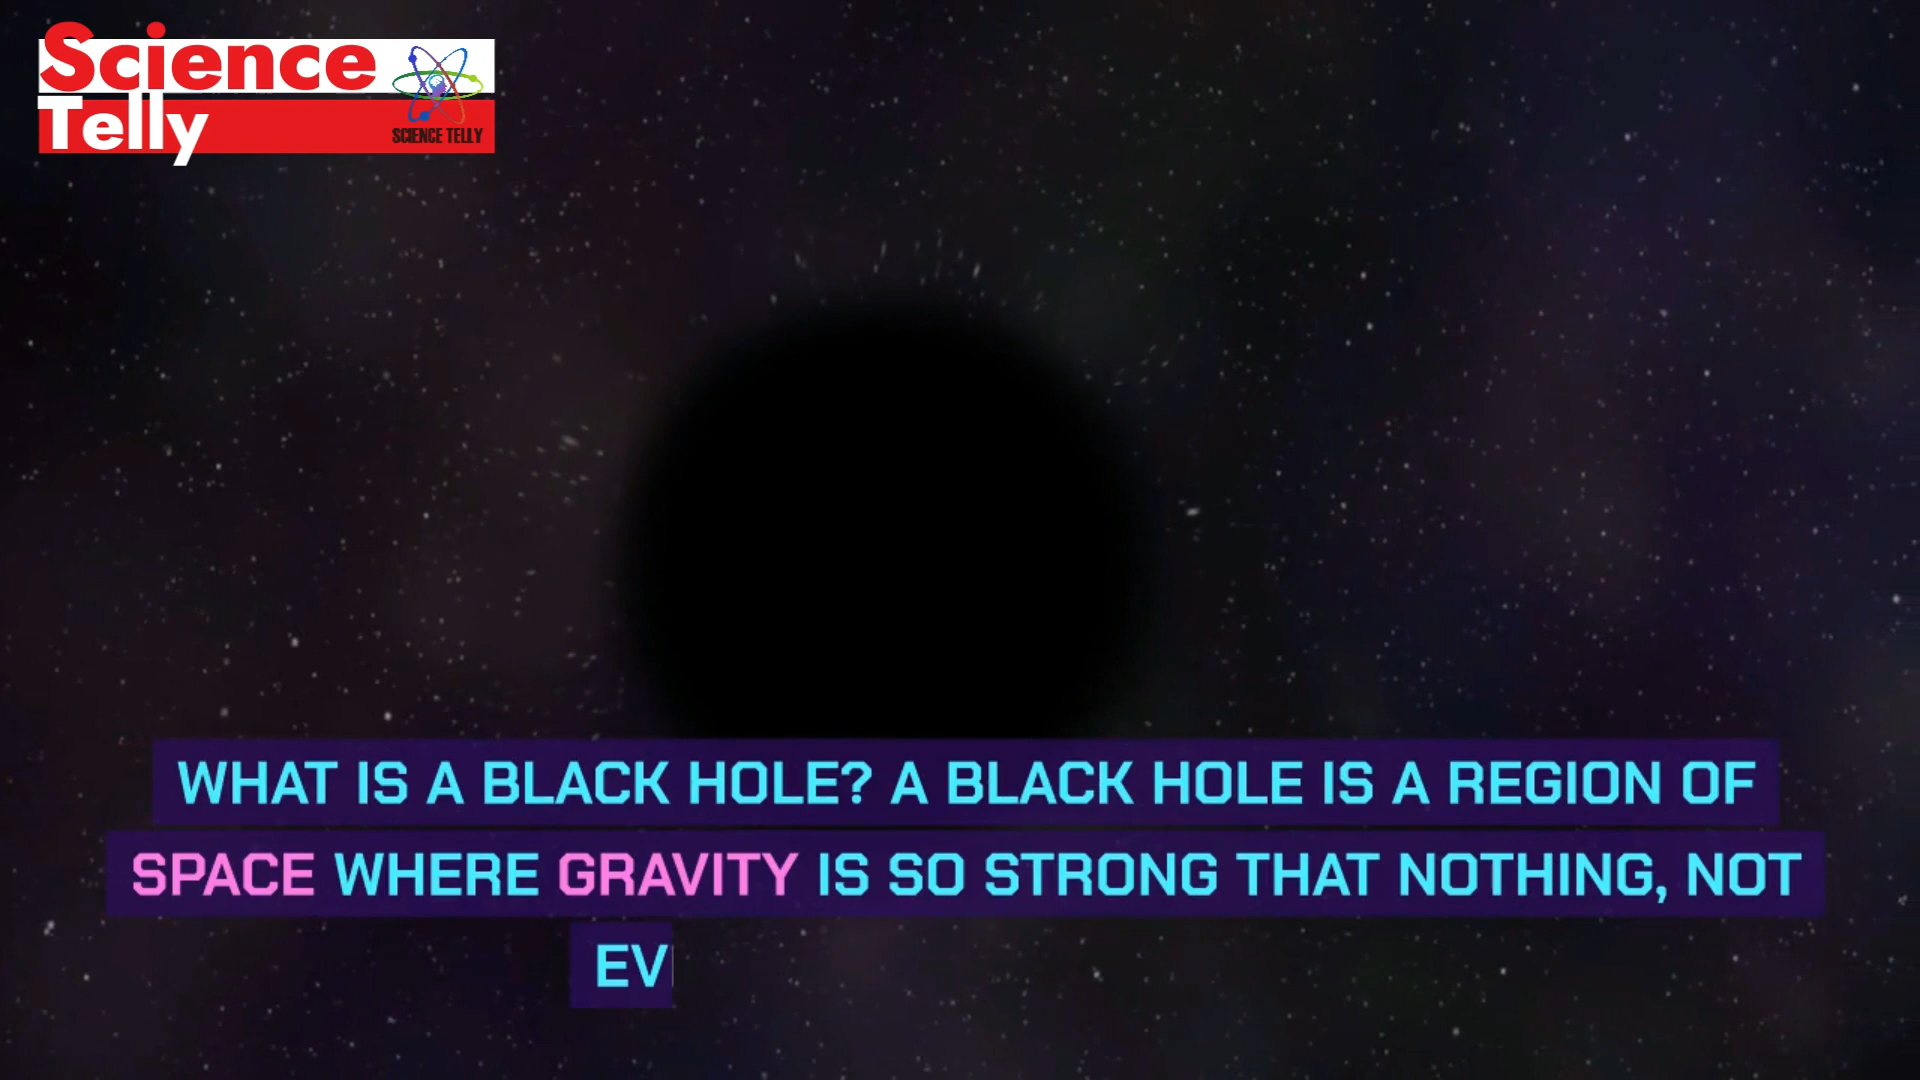 Science
Telly
SCIENCE TELLY
WHAT IS A BLACK HOLE? A BLACK HOLE IS A REGION OF
SPACE WHERE GRAVITY IS SO STRONG THAT NOTHING, NOT
EV